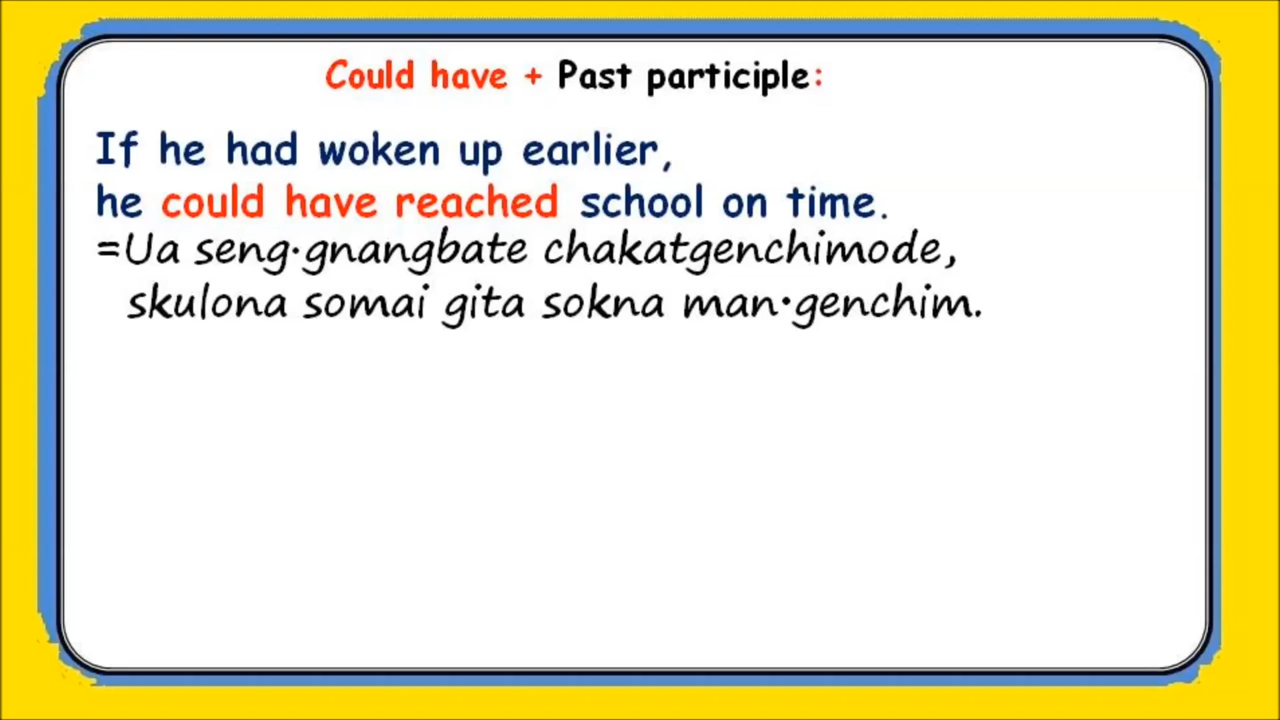 Could have + Past participle:
If he had woken up earlier,
he could have reached school on time.
=Ua seng·gnangbate chakatgenchimode,
skulona somai gita sokna man·genchim.